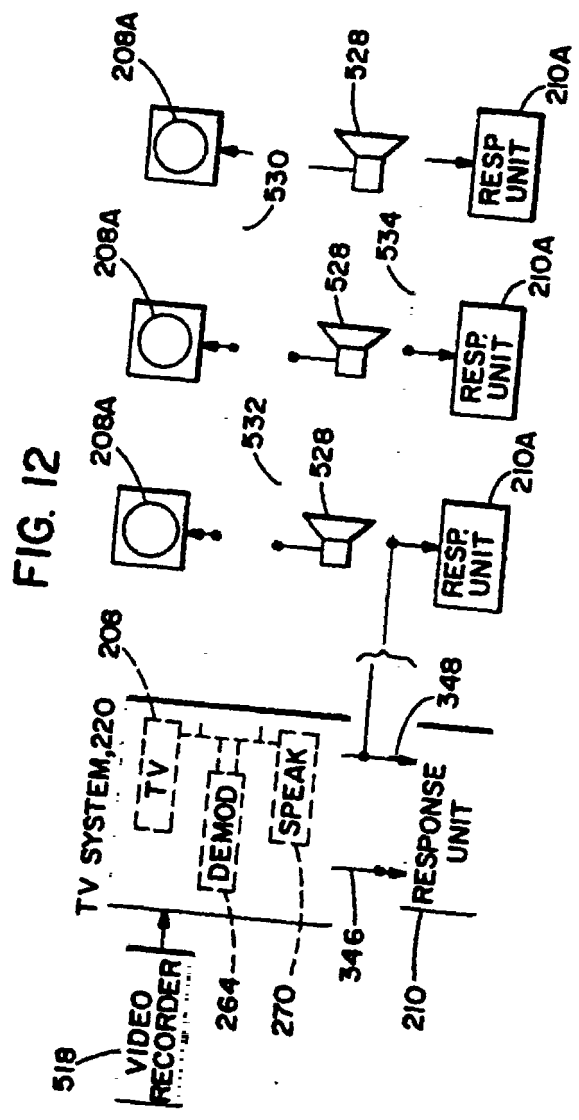 FIG. 12
208A
208A
208A
530
532
528
528
528
534
210A
210A
210A
RESP.
UNIT
RESP.
UNIT
RESP.
UNIT
208
TV SYSTEM, 220
TV
DEMOD
SPEAK
VIDEO
RECORDER
518
264
270
346
348
210
RESPONSE
UNIT